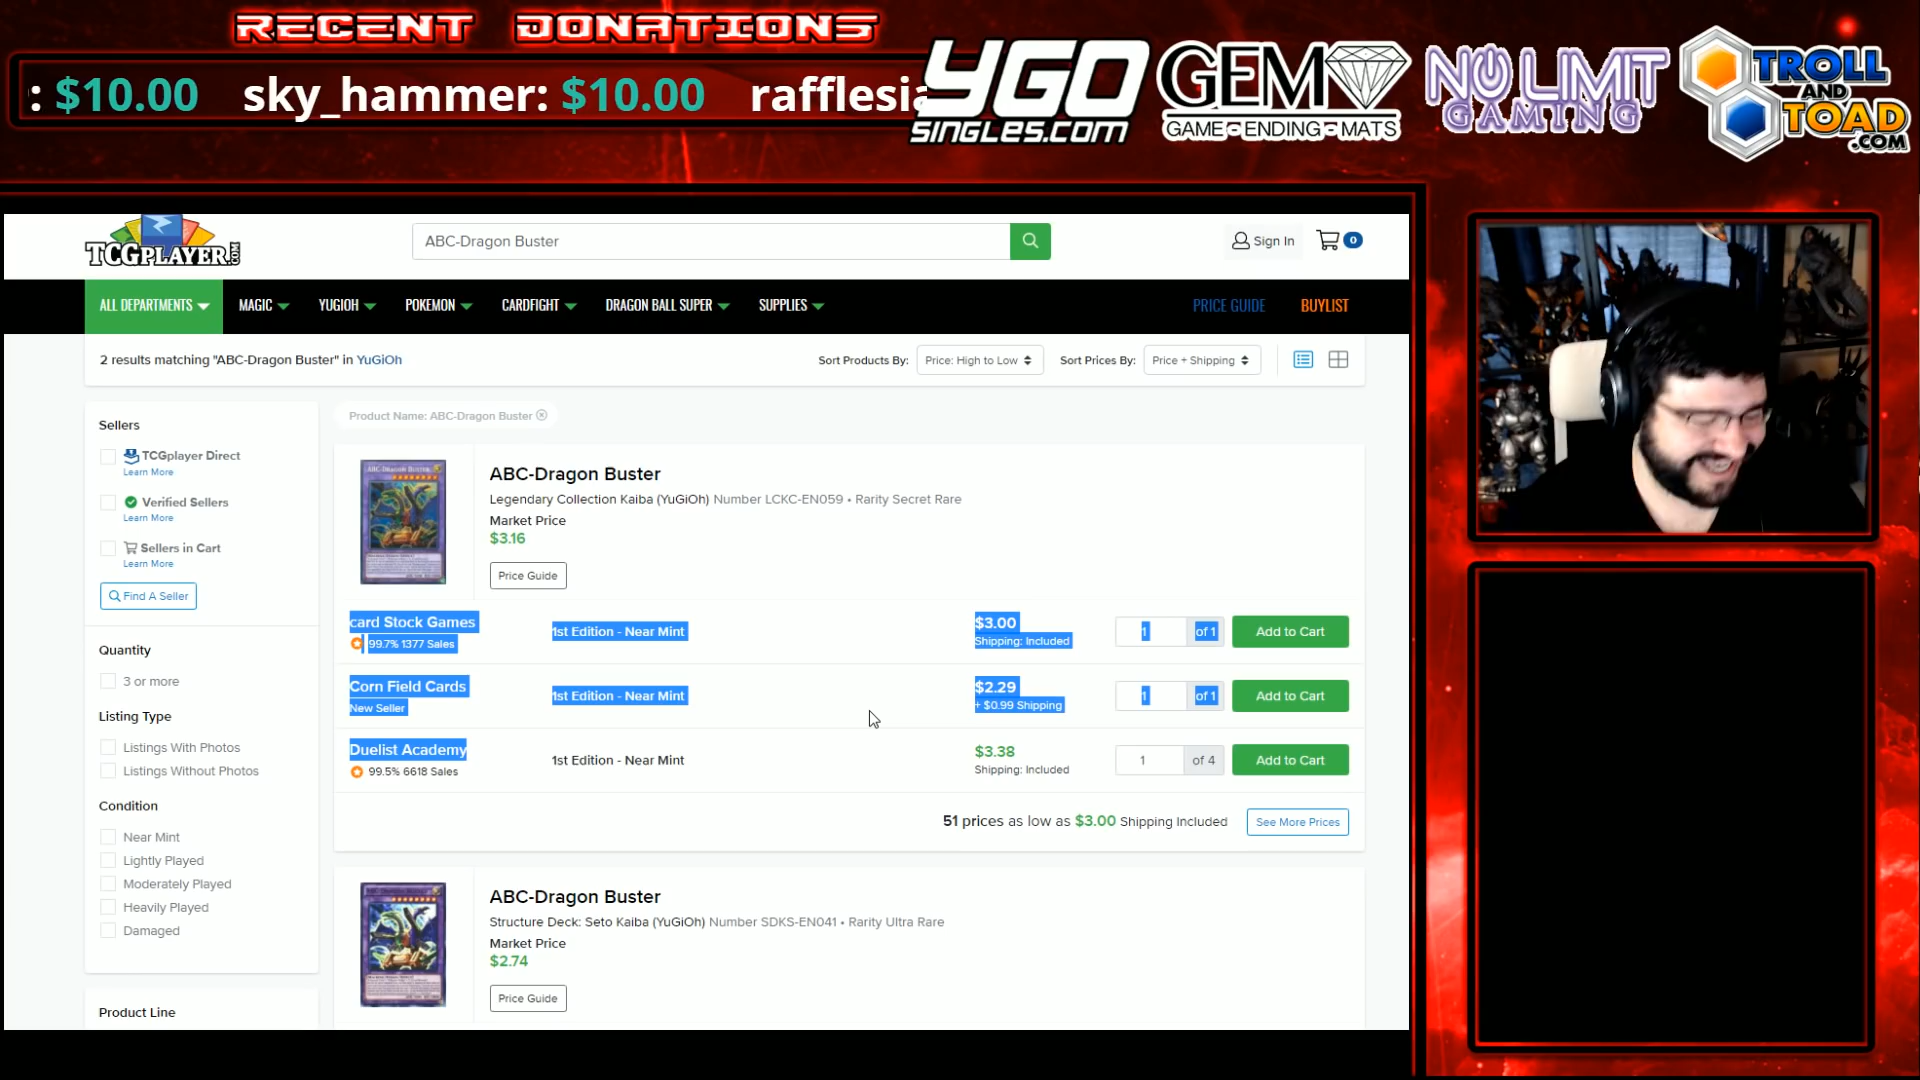 RECENT DONATIONS
: $10.00 sky_hammer: $10.00 rafflesia
YGO
SINGLES.COM
GEM
GAME-ENDING-MATS
NO LIMIT
GAMING
TROLL
AND
TOAD
.COM
TCGPLAYER.COM
ABC-Dragon Buster
Sign In
0
ALL DEPARTMENTS
MAGIC
YUGIOH
POKEMON
CARDFIGHT
DRAGON BALL SUPER
SUPPLIES
PRICE GUIDE
BUYLIST
2 results matching "ABC-Dragon Buster" in YuGiOh
Sort Products By:
Price: High to Low
Sort Prices By:
Price + Shipping
Sellers
TCGplayer Direct
Learn More
Verified Sellers
Learn More
Sellers in Cart
Learn More
Find A Seller
Quantity
3 or more
Listing Type
Listings With Photos
Listings Without Photos
Condition
Near Mint
Lightly Played
Moderately Played
Heavily Played
Damaged
Product Line
Product Name: ABC-Dragon Buster
ABC-Dragon Buster
ABC-Dragon Buster
Legendary Collection Kaiba (YuGiOh) Number LCKC-EN059 • Rarity Secret Rare
Market Price
$3.16
Price Guide
card Stock Games
99.7% 1377 Sales
1st Edition - Near Mint
$3.00
Shipping: Included
1 of 1
Add to Cart
Corn Field Cards
New Seller
1st Edition - Near Mint
$2.29
+ $0.99 Shipping
1 of 1
Add to Cart
Duelist Academy
99.5% 6618 Sales
1st Edition - Near Mint
$3.38
Shipping: Included
1 of 4
Add to Cart
51 prices as low as $3.00 Shipping Included
See More Prices
ABC-Dragon Buster
Structure Deck: Seto Kaiba (YuGiOh) Number SDKS-EN041 • Rarity Ultra Rare
Market Price
$2.74
Price Guide